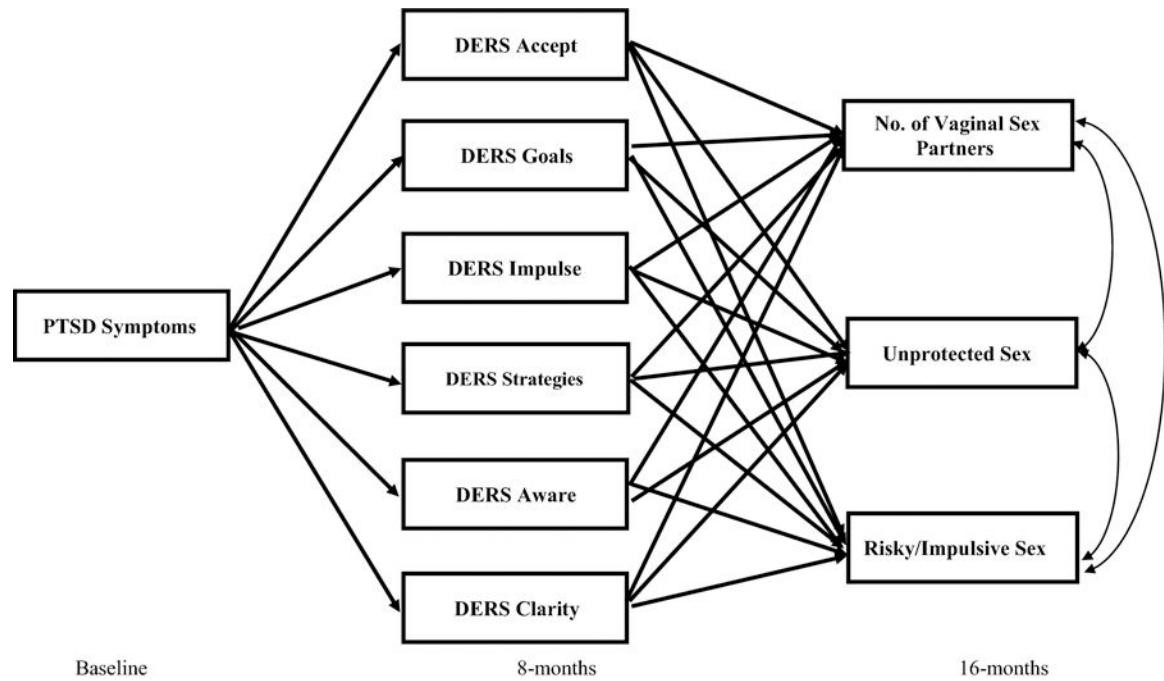 DERS Accept
No. of Vaginal Sex
Partners
DERS Goals
DERS Impulse
PTSD Symptoms
Unprotected Sex
DERS Strategies
DERS Aware
Risky/Impulsive Sex
DERS Clarity
Baseline
8-months
16-months